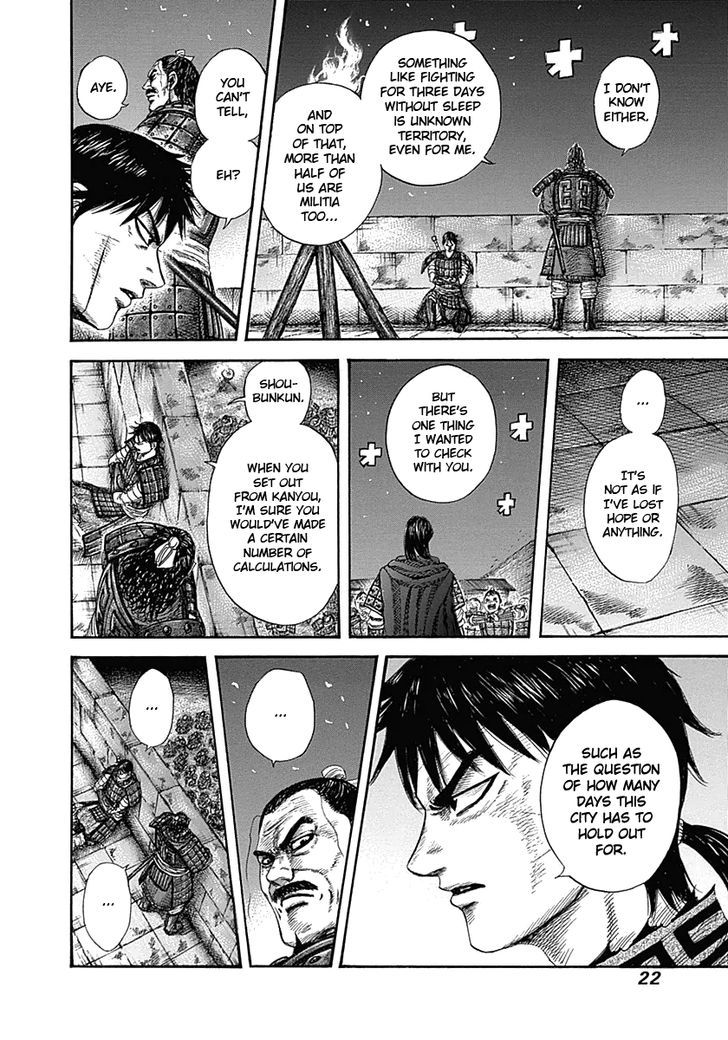 I DON'T
KNOW
EITHER.
SOMETHING
LIKE FIGHTING
FOR THREE DAYS
WITHOUT SLEEP
IS UNKNOWN
TERRITORY,
EVEN FOR ME.
AND
ON TOP
OF THAT,
MORE THAN
HALF OF
US ARE
MILITIA
TOO...
YOU
CAN'T
TELL,
EH?
AYE.
...
IT'S
NOT AS IF
I'VE LOST
HOPE OR
ANYTHING.
BUT
THERE'S
ONE THING
I WANTED
TO CHECK
WITH YOU.
SHOU-
BUNKUN.
WHEN YOU
SET OUT
FROM KANYOU,
I'M SURE YOU
WOULD'VE MADE
A CERTAIN
NUMBER OF
CALCULATIONS.
SUCH AS
THE QUESTION
OF HOW MANY
DAYS THIS
CITY HAS TO
HOLD OUT
FOR.
...
...
...
22